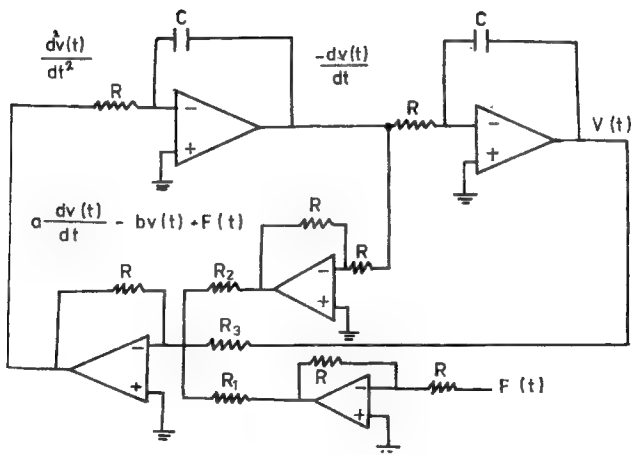 C
C
d²v(t)/dt²
-dv(t)/dt
R
R
V(t)
-
+
-
+
a dv(t)/dt - bv(t) + F(t)
R
R
-
+
R
R₂
R₃
-
+
R₁
R
R
F(t)
-
+